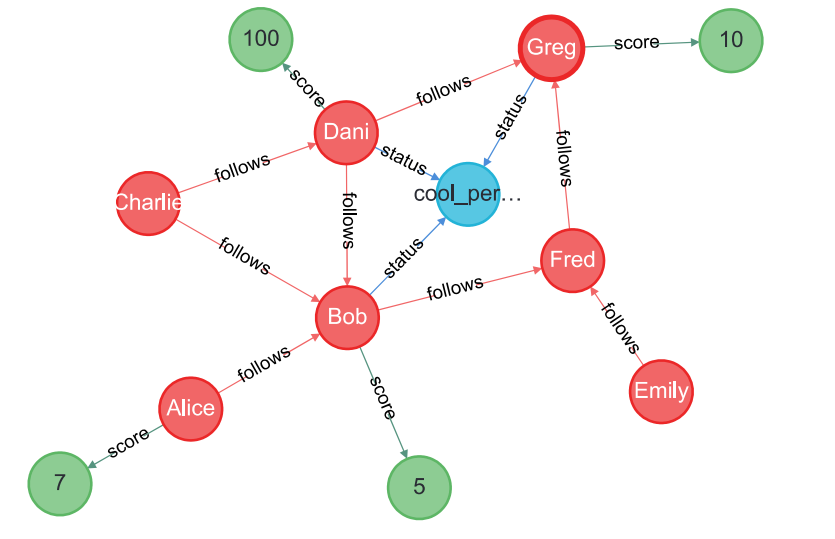 100
Greg
score
10
follows
score
Dani
status
follows
status
follows
cool_per…
Charlie
follows
follows
status
Fred
follows
Bob
follows
follows
follows
Emily
score
Alice
score
7
5